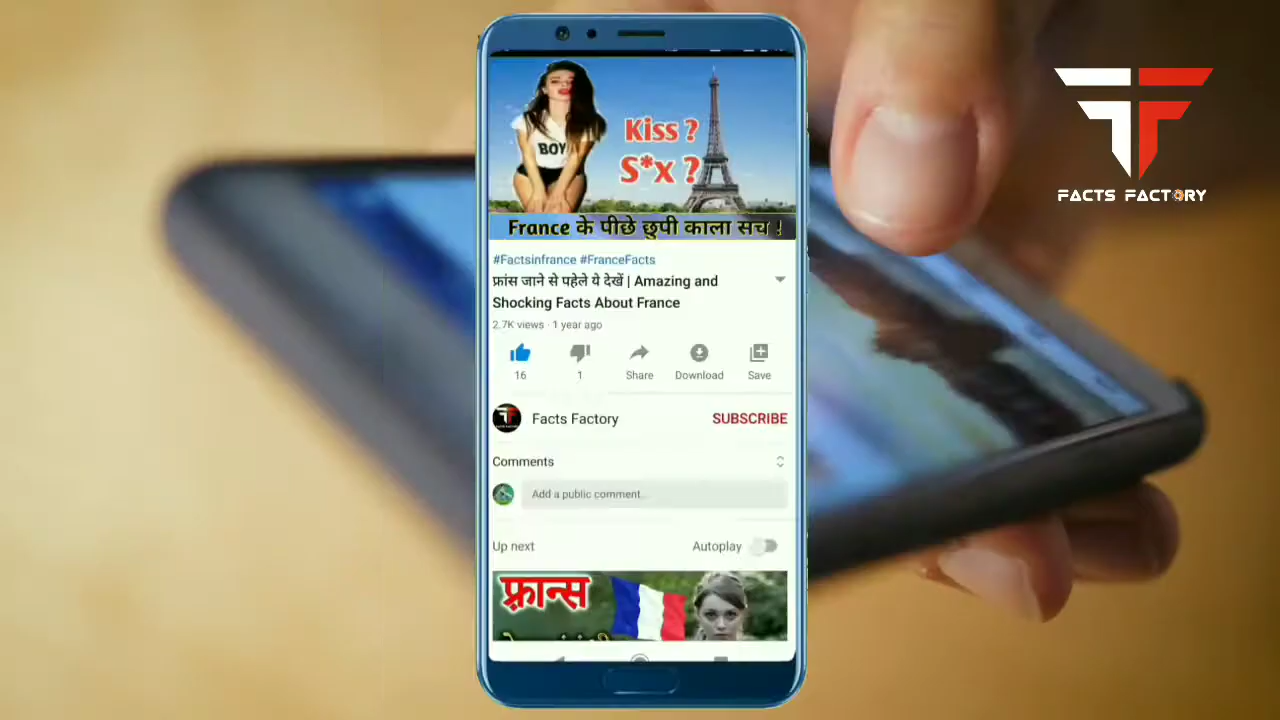 Kiss ?
S*x ?
BOY
France के पीछे छुपी काला सच !
#Factsinfrance #FranceFacts
फ्रांस जाने से पहेले ये देखें | Amazing and
Shocking Facts About France
2.7K views · 1 year ago
16
1
Share
Download
Save
Facts Factory
SUBSCRIBE
Comments
Add a public comment...
Up next
Autoplay
फ्रान्स
FACTS FACTORY